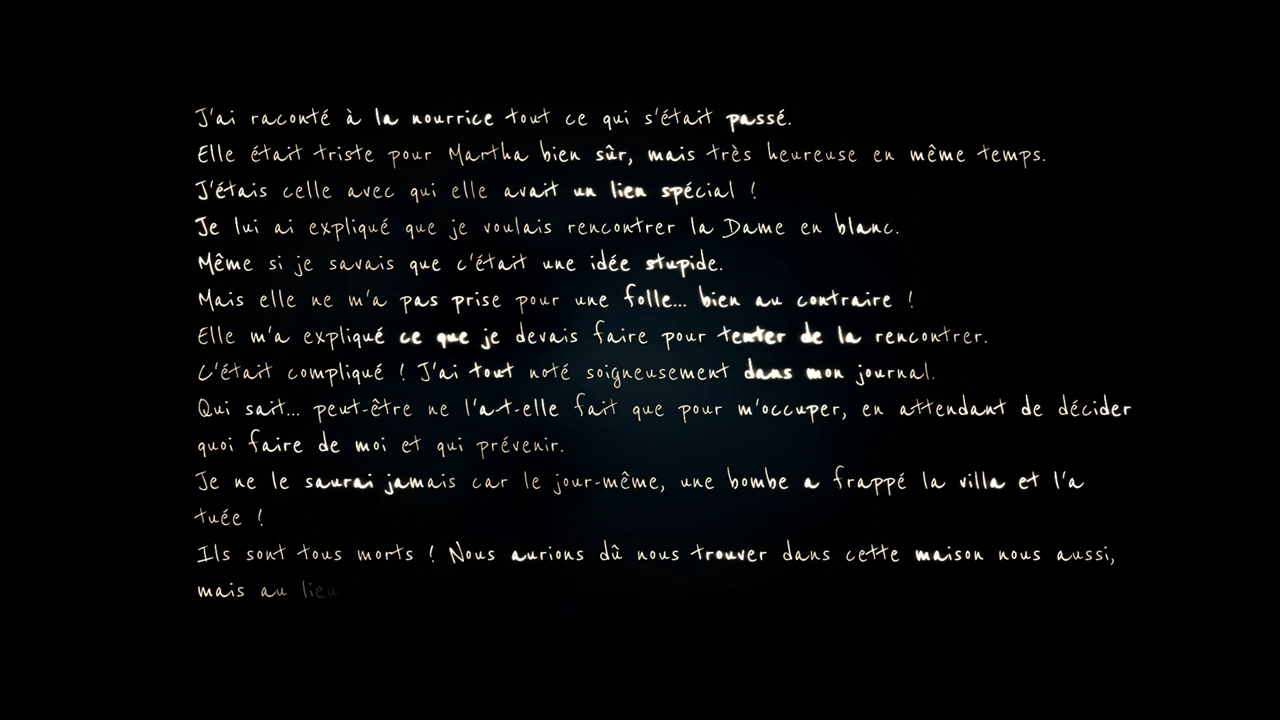 J'ai raconté à la nourrice tout ce qui s'était passé.
Elle était triste pour Martha bien sûr, mais très heureuse en même temps.
J'étais celle avec qui elle avait un lien spécial !
Je lui ai expliqué que je voulais rencontrer la Dame en blanc.
Même si je savais que c'était une idée stupide.
Mais elle ne m'a pas prise pour une folle... bien au contraire !
Elle m'a expliqué ce que je devais faire pour tenter de la rencontrer.
C'était compliqué ! J'ai tout noté soigneusement dans mon journal.
Qui sait... peut-être ne l'a-t-elle fait que pour m'occuper, en attendant de décider
quoi faire de moi et qui prévenir.
Je ne le saurai jamais car le jour-même, une bombe a frappé la villa et l'a
tuée !
Ils sont tous morts ! Nous aurions dû nous trouver dans cette maison nous aussi,
mais au lieu